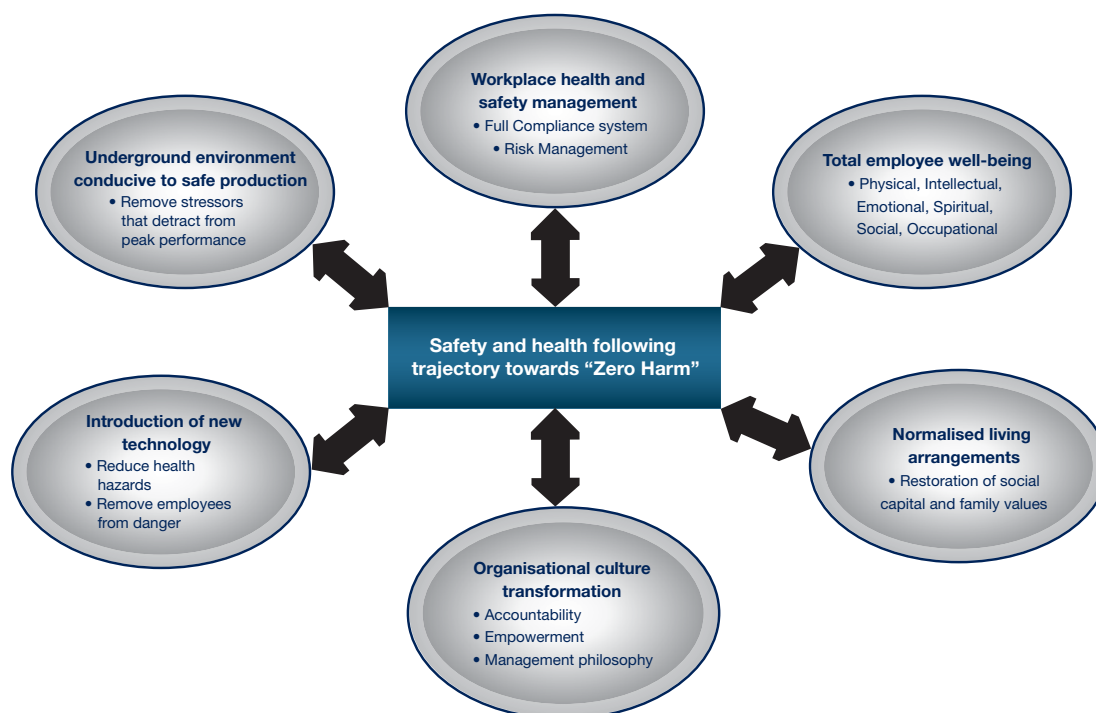 Workplace health and
safety management
• Full Compliance system
• Risk Management
Underground environment
conducive to safe production
• Remove stressors
that detract from
peak performance
Total employee well-being
• Physical, Intellectual,
Emotional, Spiritual,
Social, Occupational
Safety and health following
trajectory towards “Zero Harm”
Introduction of new
technology
• Reduce health
hazards
• Remove employees
from danger
Normalised living
arrangements
• Restoration of social
capital and family values
Organisational culture
transformation
• Accountability
• Empowerment
• Management philosophy